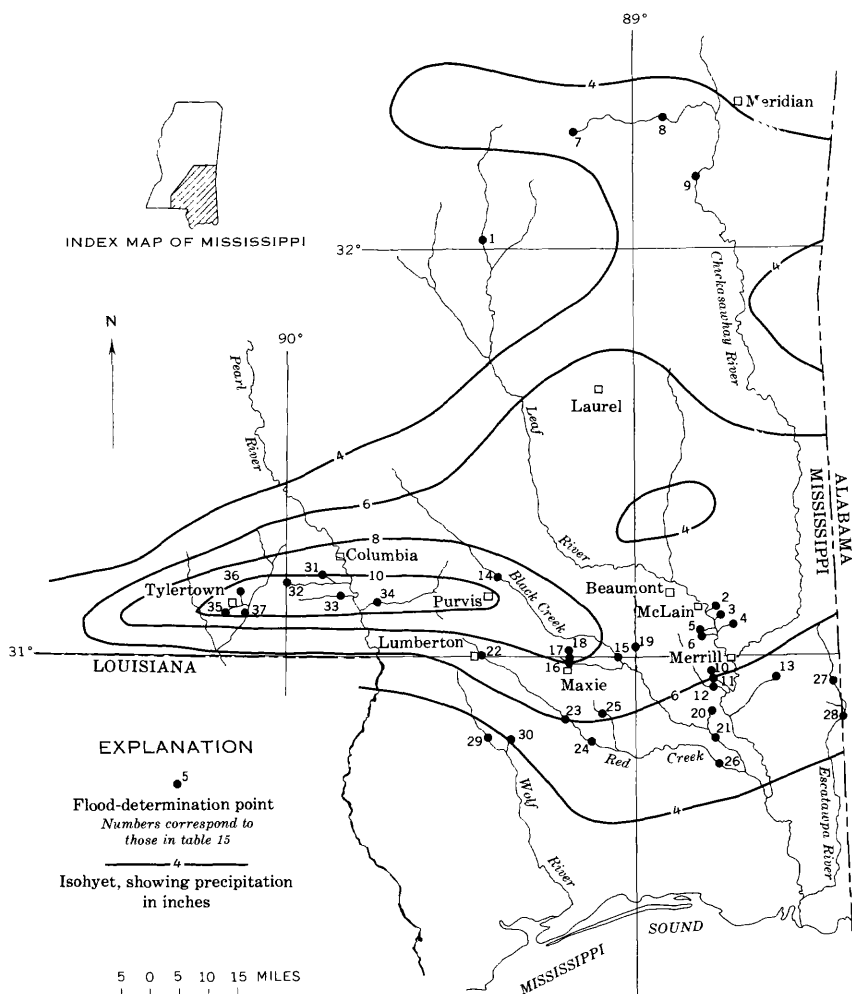 89°
4
Meridian
8
7
9
INDEX MAP OF MISSISSIPPI
1
32°
Chickasawhay River
4
N
90°
Pearl
River
Laurel
Leaf
River
4
6
4
8
MISSISSIPPI
ALABAMA
Columbia
10
31
36
32
14
Black Creek
Tylertown
33
34
Purvis
35
37
Beaumont
McLain
2
3
4
5
6
Lumberton
22
18
17
16
15
19
Merrill
10
11
12
13
31°
LOUISIANA
Maxie
6
27
28
20
21
23
25
24
Red Creek
26
29
30
Wolf
River
4
Escatawpa River
EXPLANATION
5
Flood-determination point
Numbers correspond to
those in table 15
4
Isohyet, showing precipitation
in inches
MISSISSIPPI SOUND
5 0 5 10 15 MILES